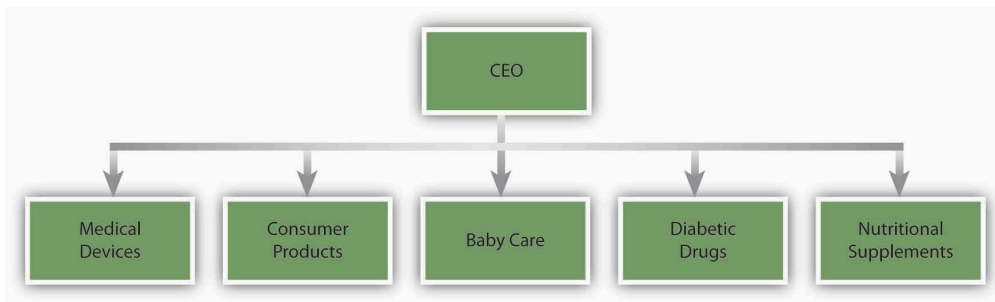 CEO
Medical
Devices
Consumer
Products
Baby Care
Diabetic
Drugs
Nutritional
Supplements